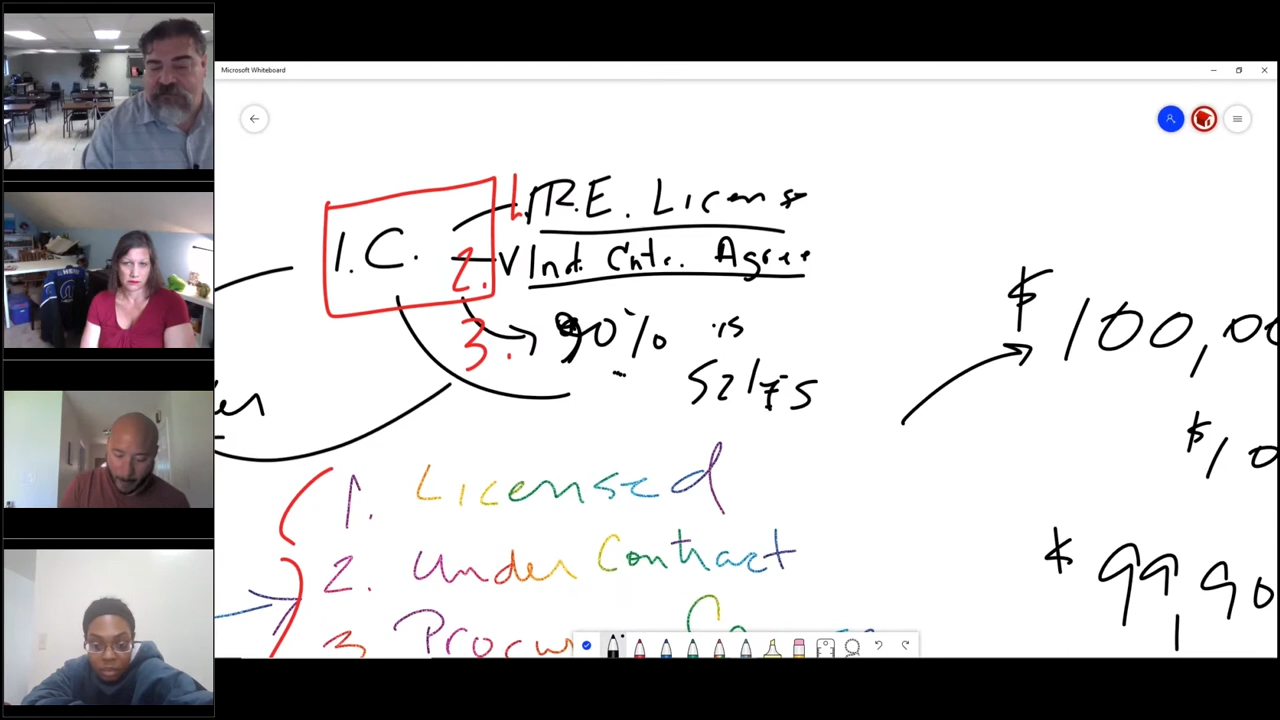 Microsoft Whiteboard
1. R.E. License
I.C.
2. Ind. Cntr. Agree
3. 90% is
Sales
$ 100,00
$10
$ 99,90
1. Licensed
2. Under Contract
3.